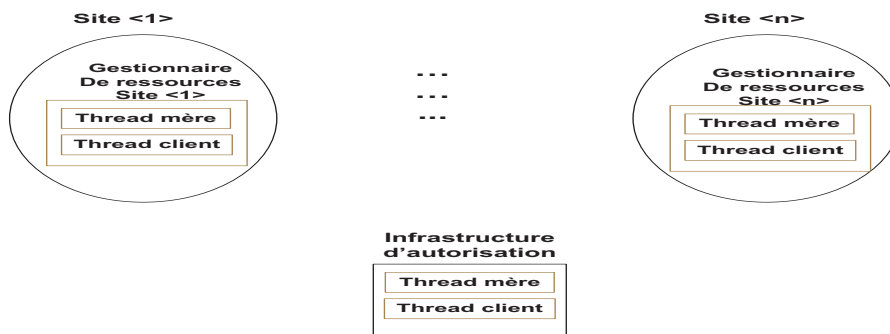 Site <1>
Site <n>
Gestionnaire
De ressources
Site <1>
Thread mère
Thread client
- - -
- - -
- - -
Gestionnaire
De ressources
Site <n>
Thread mère
Thread client
Infrastructure
d'autorisation
Thread mère
Thread client